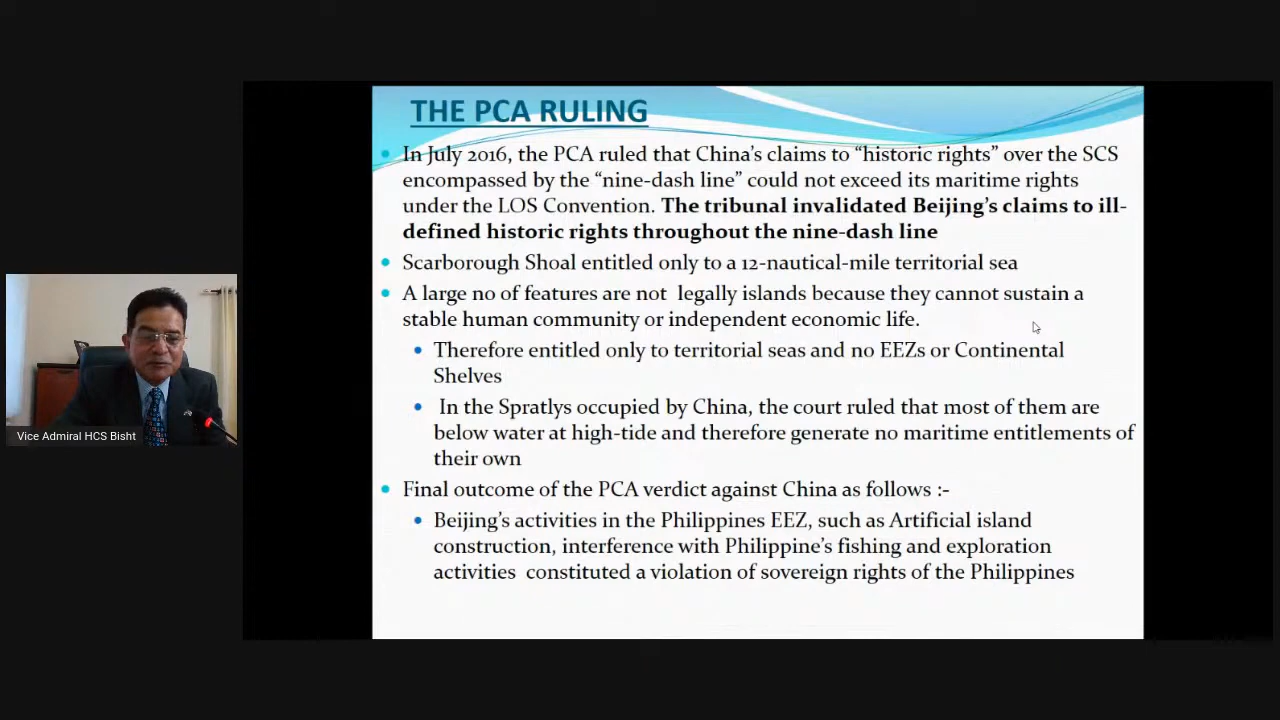 THE PCA RULING
In July 2016, the PCA ruled that China's claims to “historic rights” over the SCS
encompassed by the “nine-dash line” could not exceed its maritime rights
under the LOS Convention. The tribunal invalidated Beijing's claims to ill-
defined historic rights throughout the nine-dash line
Scarborough Shoal entitled only to a 12-nautical-mile territorial sea
A large no of features are not legally islands because they cannot sustain a
stable human community or independent economic life.
Therefore entitled only to territorial seas and no EEZs or Continental
Shelves
In the Spratlys occupied by China, the court ruled that most of them are
below water at high-tide and therefore generate no maritime entitlements of
their own
Final outcome of the PCA verdict against China as follows :-
Beijing's activities in the Philippines EEZ, such as Artificial island
construction, interference with Philippine's fishing and exploration
activities constituted a violation of sovereign rights of the Philippines
Vice Admiral HCS Bisht